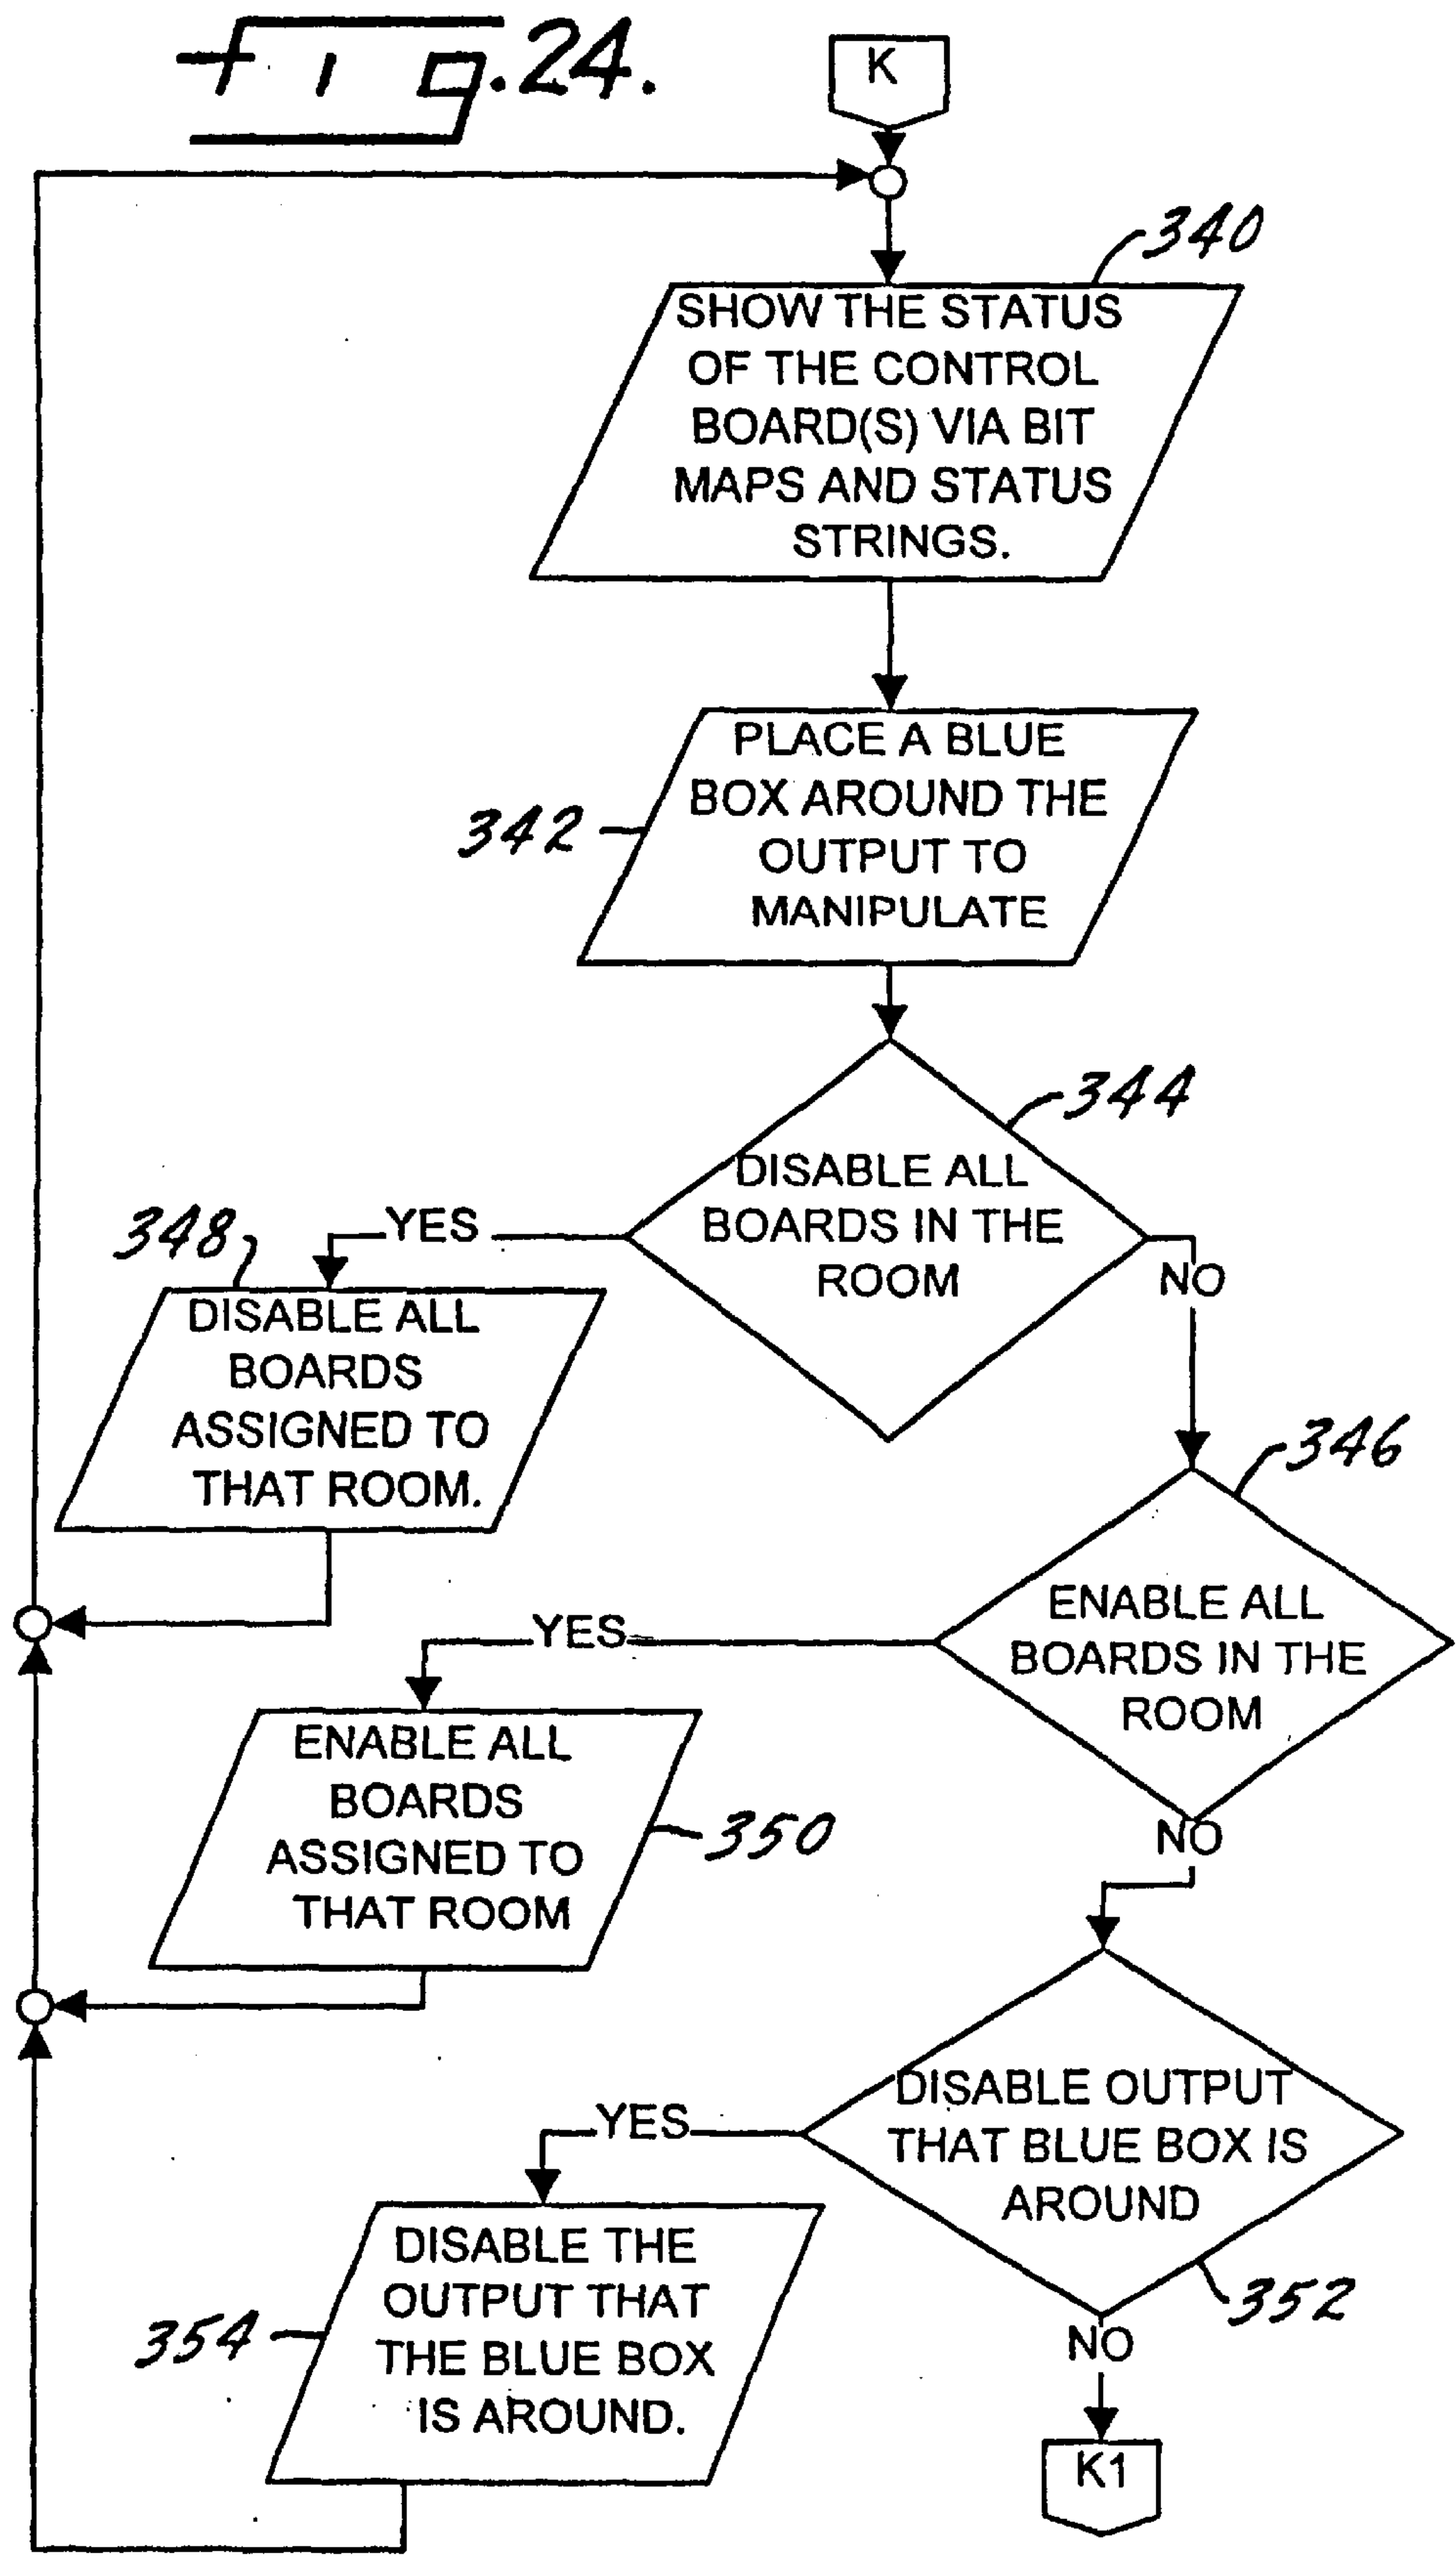 Fig. 24.
K
340
SHOW THE STATUS
OF THE CONTROL
BOARD(S) VIA BIT
MAPS AND STATUS
STRINGS.
342
PLACE A BLUE
BOX AROUND THE
OUTPUT TO
MANIPULATE
344
DISABLE ALL
BOARDS IN THE
ROOM
YES
NO
348
DISABLE ALL
BOARDS
ASSIGNED TO
THAT ROOM.
346
ENABLE ALL
BOARDS IN THE
ROOM
YES
NO
ENABLE ALL
BOARDS
ASSIGNED TO
THAT ROOM
350
DISABLE OUTPUT
THAT BLUE BOX IS
AROUND
352
YES
NO
354
DISABLE THE
OUTPUT THAT
THE BLUE BOX
IS AROUND.
K1